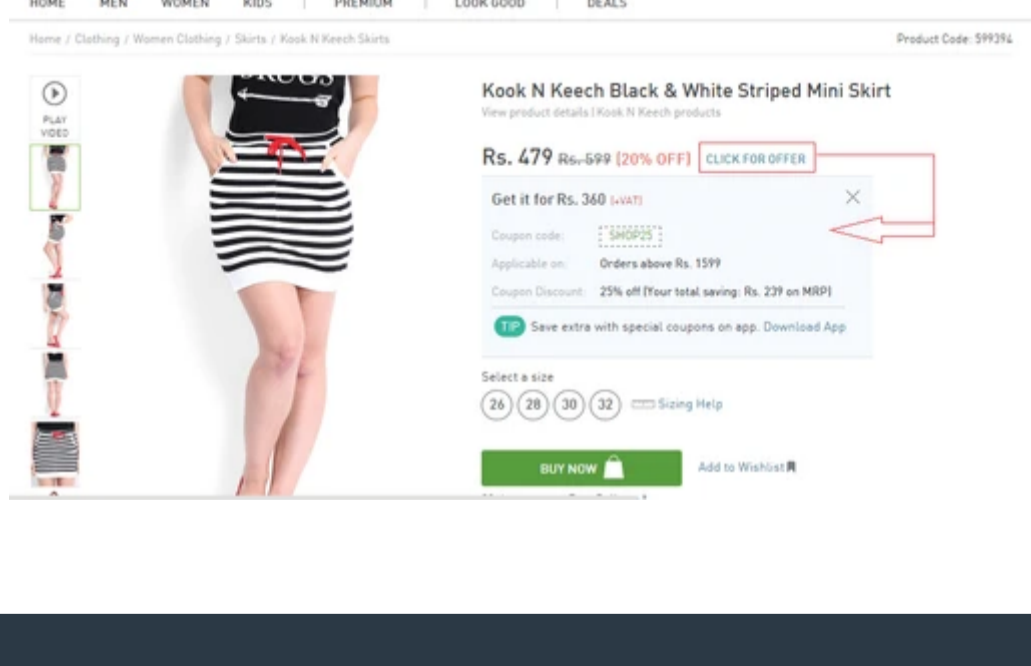 HOME MEN WOMEN KIDS | PREMIUM | LOOK GOOD | DEALS
Home / Clothing / Women Clothing / Skirts / Kook N Keech Skirts
Product Code: 599394
PLAY
VIDEO
DRUGS
Kook N Keech Black & White Striped Mini Skirt
View product details | Kook N Keech products
Rs. 479 Rs. 599 (20% OFF) CLICK FOR OFFER
Get it for Rs. 360 (+VAT)
Coupon code: SHOP25
Applicable on: Orders above Rs. 1599
Coupon Discount: 25% off (Your total saving: Rs. 239 on MRP)
TIP Save extra with special coupons on app. Download App
Select a size
26 28 30 32 Sizing Help
BUY NOW Add to Wishlist